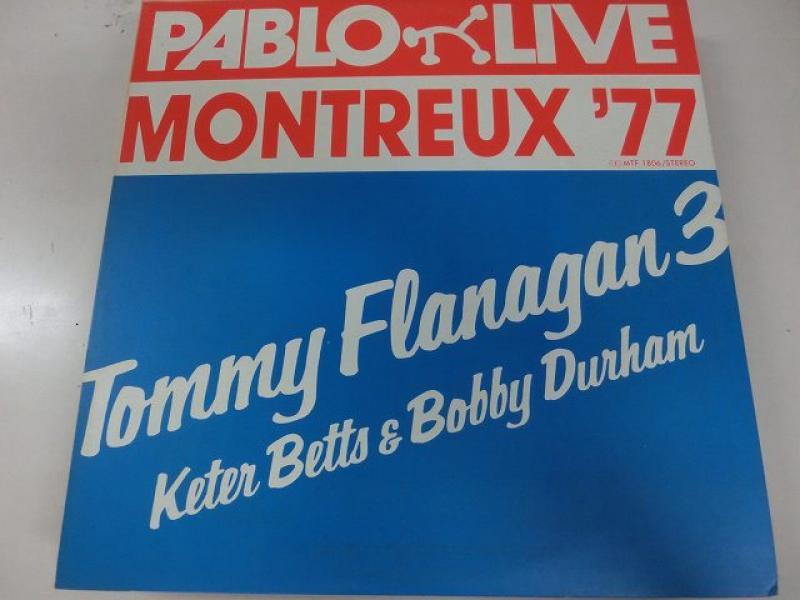 PABLO LIVE
MONTREUX '77
MTF 1806/STEREO
Tommy Flanagan 3
Keter Betts & Bobby Durham